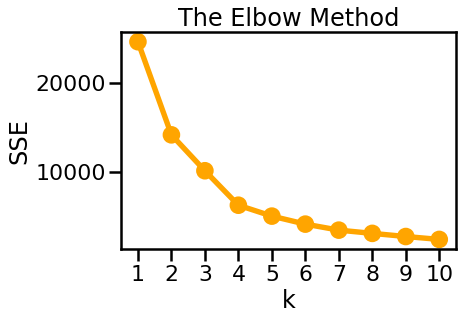 The Elbow Method
SSE
20000
10000
1 2 3 4 5 6 7 8 9 10
k